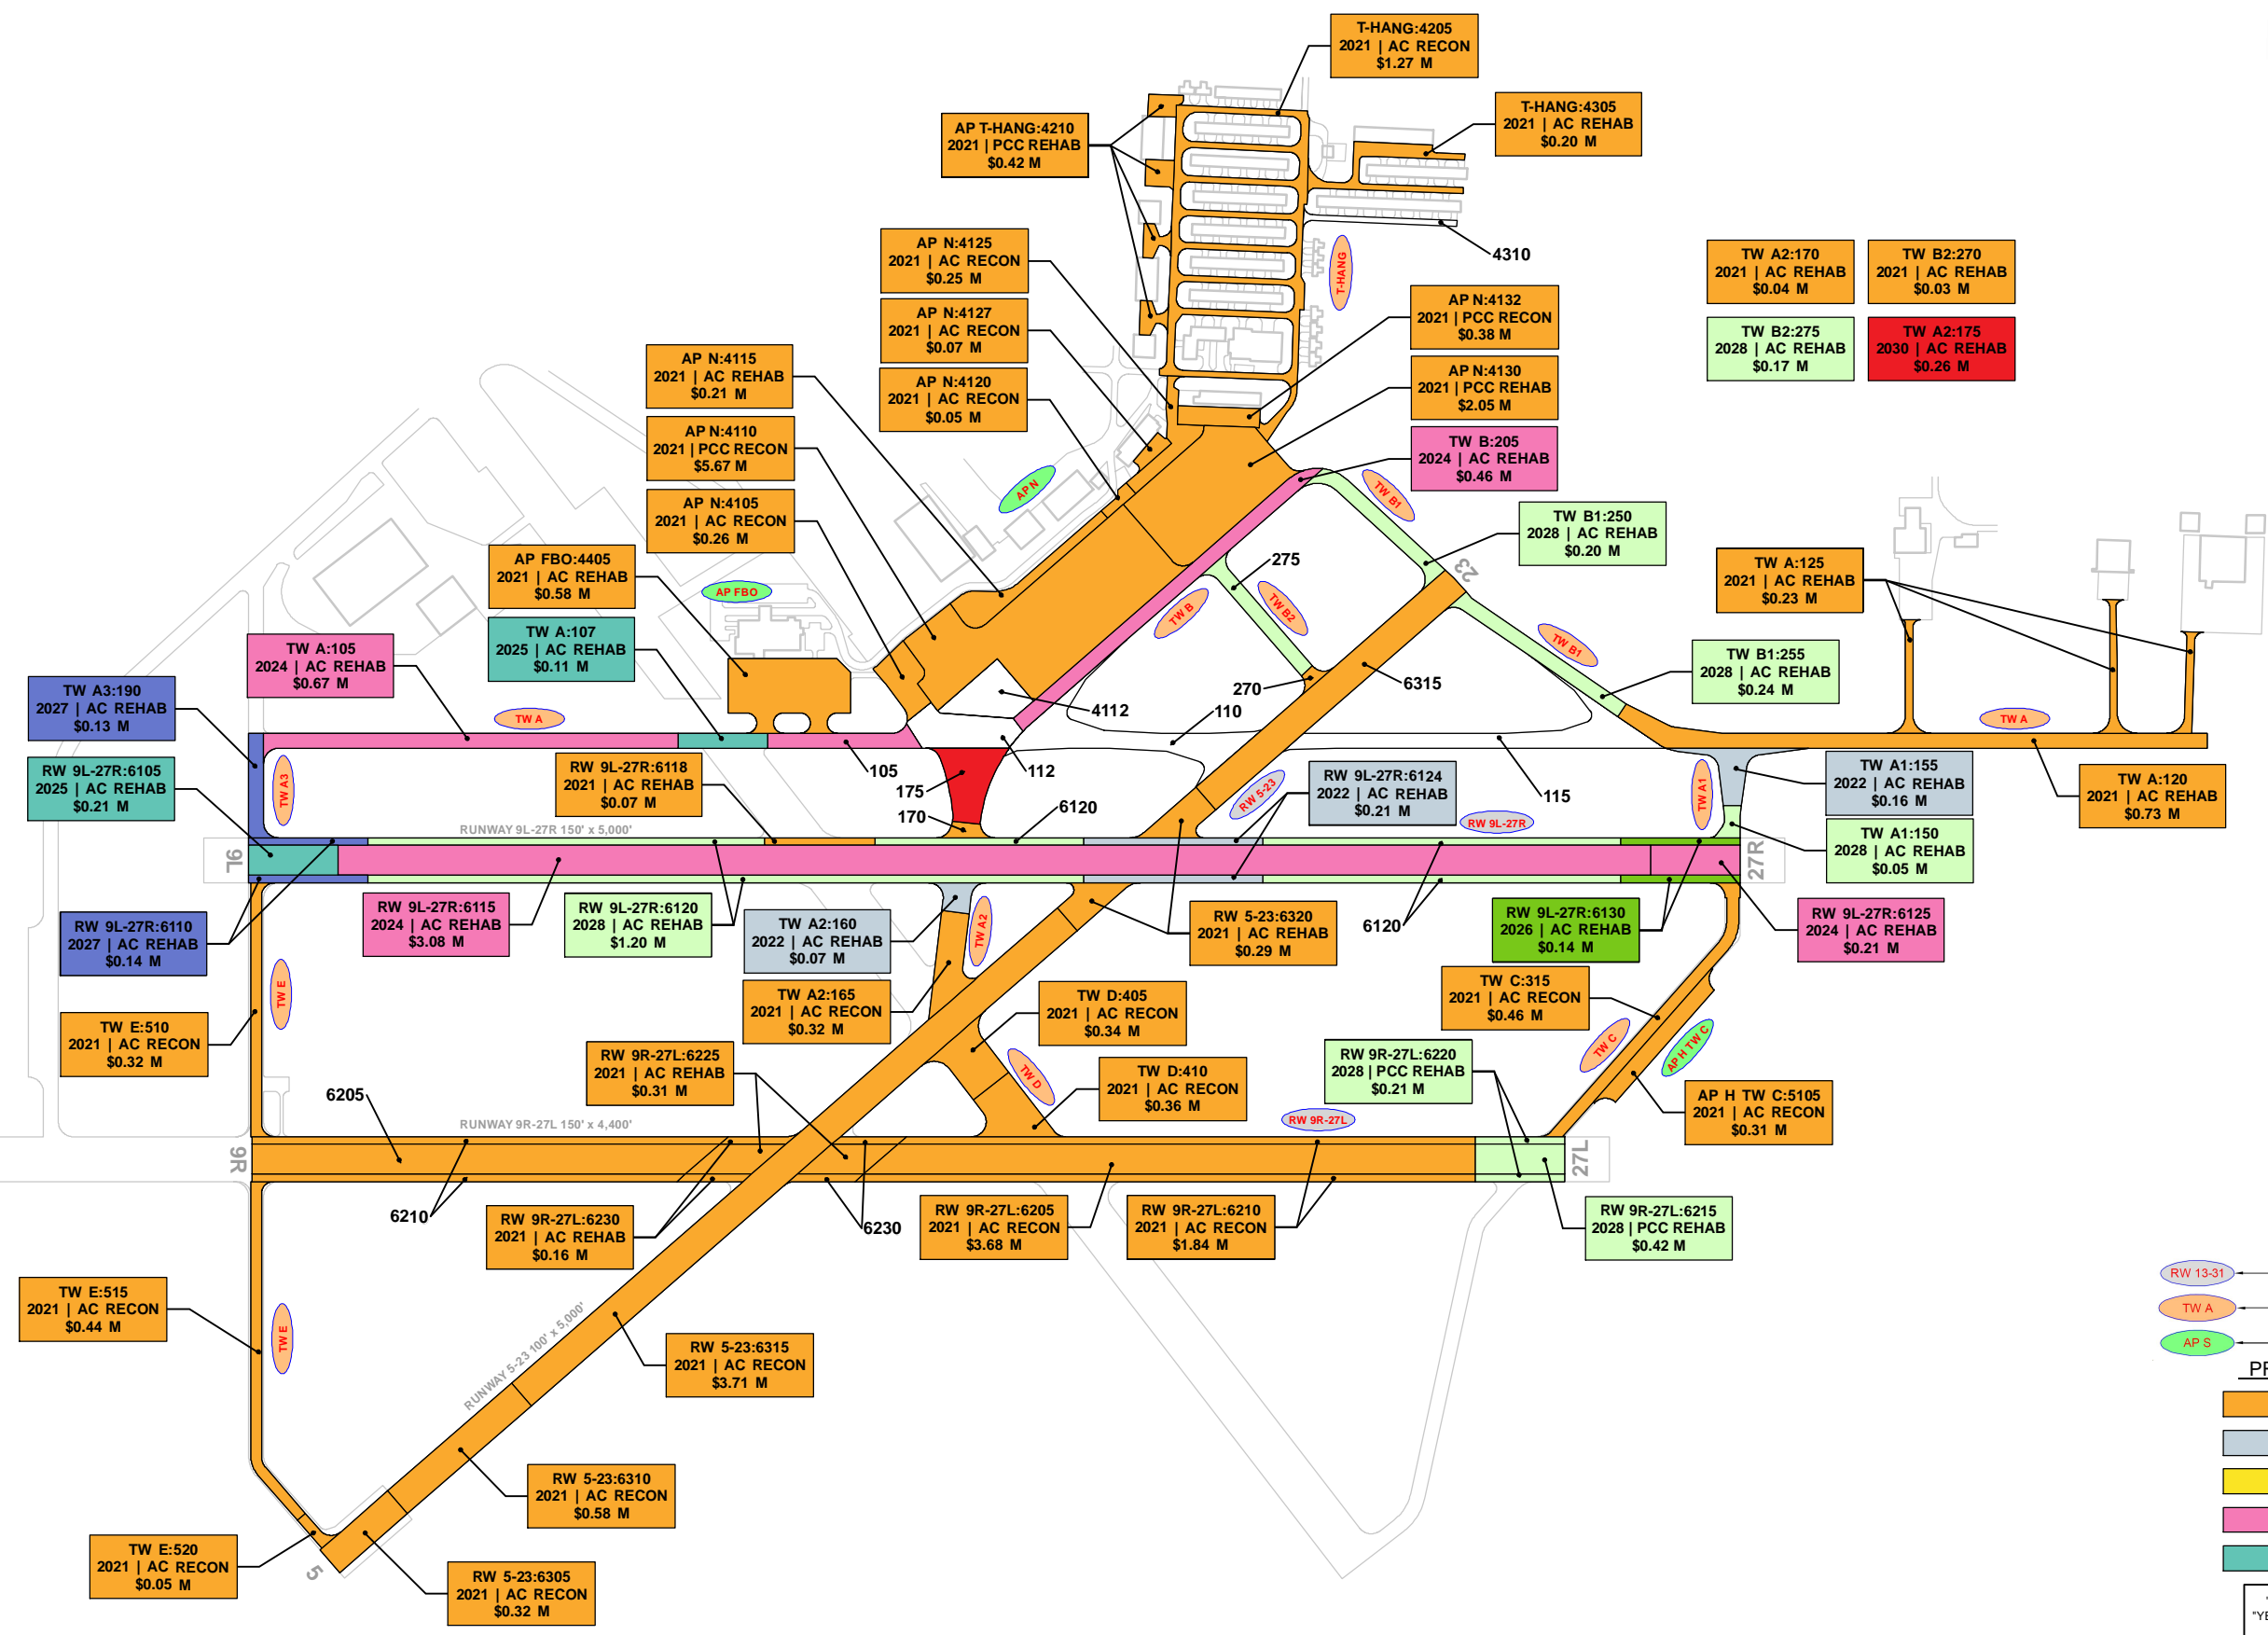 T-HANG:4205
2021 | AC RECON
$1.27 M
T-HANG:4305
2021 | AC REHAB
$0.20 M
AP T-HANG:4210
2021 | PCC REHAB
$0.42 M
4310
T-HANG
AP N:4125
2021 | AC RECON
$0.25 M
AP N:4127
2021 | AC RECON
$0.07 M
AP N:4120
2021 | AC RECON
$0.05 M
AP N:4132
2021 | PCC RECON
$0.38 M
AP N:4130
2021 | PCC REHAB
$2.05 M
TW B:205
2024 | AC REHAB
$0.46 M
TW A2:170
2021 | AC REHAB
$0.04 M
TW B2:270
2021 | AC REHAB
$0.03 M
TW B2:275
2028 | AC REHAB
$0.17 M
TW A2:175
2030 | AC REHAB
$0.26 M
AP N:4115
2021 | AC REHAB
$0.21 M
AP N:4110
2021 | PCC RECON
$5.67 M
AP N:4105
2021 | AC RECON
$0.26 M
AP N
TW B1
TW B1:250
2028 | AC REHAB
$0.20 M
23
AP FBO:4405
2021 | AC REHAB
$0.58 M
AP FBO
275
TW B
TW B2
TW B1
TW A:125
2021 | AC REHAB
$0.23 M
TW A:107
2025 | AC REHAB
$0.11 M
TW A:105
2024 | AC REHAB
$0.67 M
TW B1:255
2028 | AC REHAB
$0.24 M
TW A3:190
2027 | AC REHAB
$0.13 M
270
6315
4112
110
TW A
TW A
RW 9L-27R:6105
2025 | AC REHAB
$0.21 M
TW A3
RW 9L-27R:6118
2021 | AC REHAB
$0.07 M
105
112
175
170
6120
RW 5-23
RW 9L-27R:6124
2022 | AC REHAB
$0.21 M
115
RW 9L-27R
TW A1
TW A1:155
2022 | AC REHAB
$0.16 M
TW A:120
2021 | AC REHAB
$0.73 M
TW A1:150
2028 | AC REHAB
$0.05 M
RUNWAY 9L-27R 150' x 5,000'
9L
27R
RW 9L-27R:6110
2027 | AC REHAB
$0.14 M
RW 9L-27R:6115
2024 | AC REHAB
$3.08 M
RW 9L-27R:6120
2028 | AC REHAB
$1.20 M
TW A2:160
2022 | AC REHAB
$0.07 M
TW A2
RW 5-23:6320
2021 | AC REHAB
$0.29 M
6120
RW 9L-27R:6130
2026 | AC REHAB
$0.14 M
RW 9L-27R:6125
2024 | AC REHAB
$0.21 M
TW E
TW E:510
2021 | AC RECON
$0.32 M
TW A2:165
2021 | AC RECON
$0.32 M
TW D:405
2021 | AC RECON
$0.34 M
TW C:315
2021 | AC RECON
$0.46 M
TW C
AP H TW C
RW 9R-27L:6225
2021 | AC REHAB
$0.31 M
TW D
TW D:410
2021 | AC RECON
$0.36 M
RW 9R-27L:6220
2028 | PCC REHAB
$0.21 M
AP H TW C:5105
2021 | AC RECON
$0.31 M
6205
RUNWAY 9R-27L 150' x 4,400'
RW 9R-27L
9R
27L
6210
RW 9R-27L:6230
2021 | AC REHAB
$0.16 M
6230
RW 9R-27L:6205
2021 | AC RECON
$3.68 M
RW 9R-27L:6210
2021 | AC RECON
$1.84 M
RW 9R-27L:6215
2028 | PCC REHAB
$0.42 M
TW E:515
2021 | AC RECON
$0.44 M
TW E
RUNWAY 5-23 100' x 5,000'
RW 5-23:6315
2021 | AC RECON
$3.71 M
RW 13-31
TW A
AP S
RW 5-23:6310
2021 | AC RECON
$0.58 M
TW E:520
2021 | AC RECON
$0.05 M
5
RW 5-23:6305
2021 | AC RECON
$0.32 M